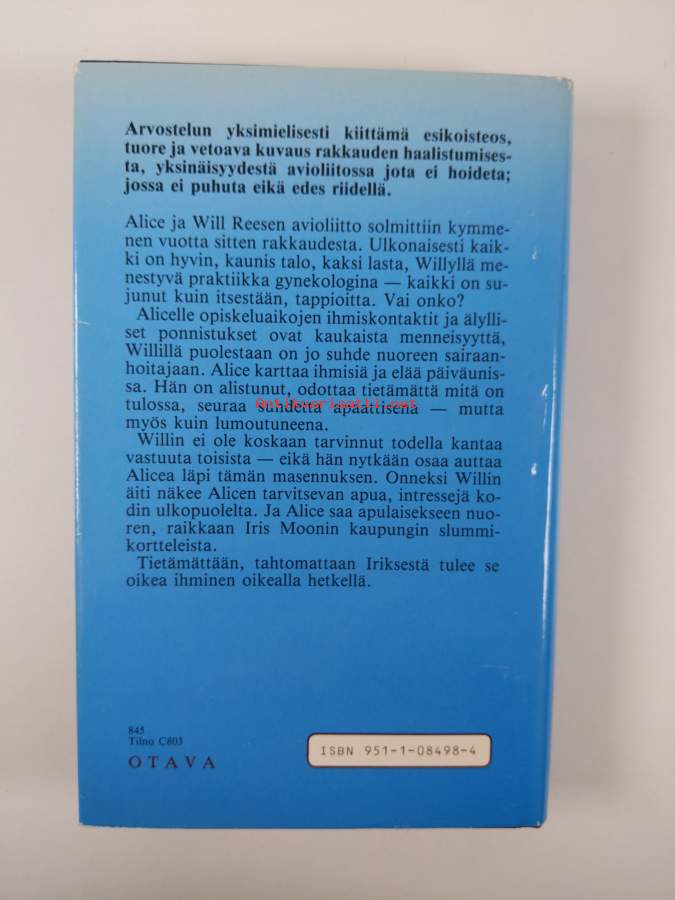 Arvostelun yksimielisesti kiittämä esikoisteos,
tuore ja vetoava kuvaus rakkauden haalistumises-
ta, yksinäisyydestä avioliitossa jota ei hoideta;
jossa ei puhuta eikä edes riidellä.
Alice ja Will Reesen avioliitto solmittiin kymme-
nen vuotta sitten rakkaudesta. Ulkonaisesti kaik-
ki on hyvin, kaunis talo, kaksi lasta, Willyllä me-
nestyvä praktiikka gynekologina — kaikki on su-
junut kuin itsestään, tappioitta. Vai onko?
Alicelle opiskeluaikojen ihmiskontaktit ja älylli-
set ponnistukset ovat kaukaista menneisyyttä,
Willillä puolestaan on jo suhde nuoreen sairaan-
hoitajaan. Alice karttaa ihmisiä ja elää päiväunis-
sa. Hän on alistunut, odottaa tietämättä mitä on
tulossa, seuraa suhdetta apaattisena — mutta
Antikvariaatti.net
myös kuin lumoutuneena.
Willin ei ole koskaan tarvinnut todella kantaa
vastuuta toisista — eikä hän nytkään osaa auttaa
Alicea läpi tämän masennuksen. Onneksi Willin
äiti näkee Alicen tarvitsevan apua, intressejä ko-
din ulkopuolelta. Ja Alice saa apulaisekseen nuo-
ren, raikkaan Iris Moonin kaupungin slummi-
kortteleista.
Tietämättään, tahtomattaan Iriksestä tulee se
oikea ihminen oikealla hetkellä.
845
Tilno C803
OTAVA
ISBN 951-1-08498-4